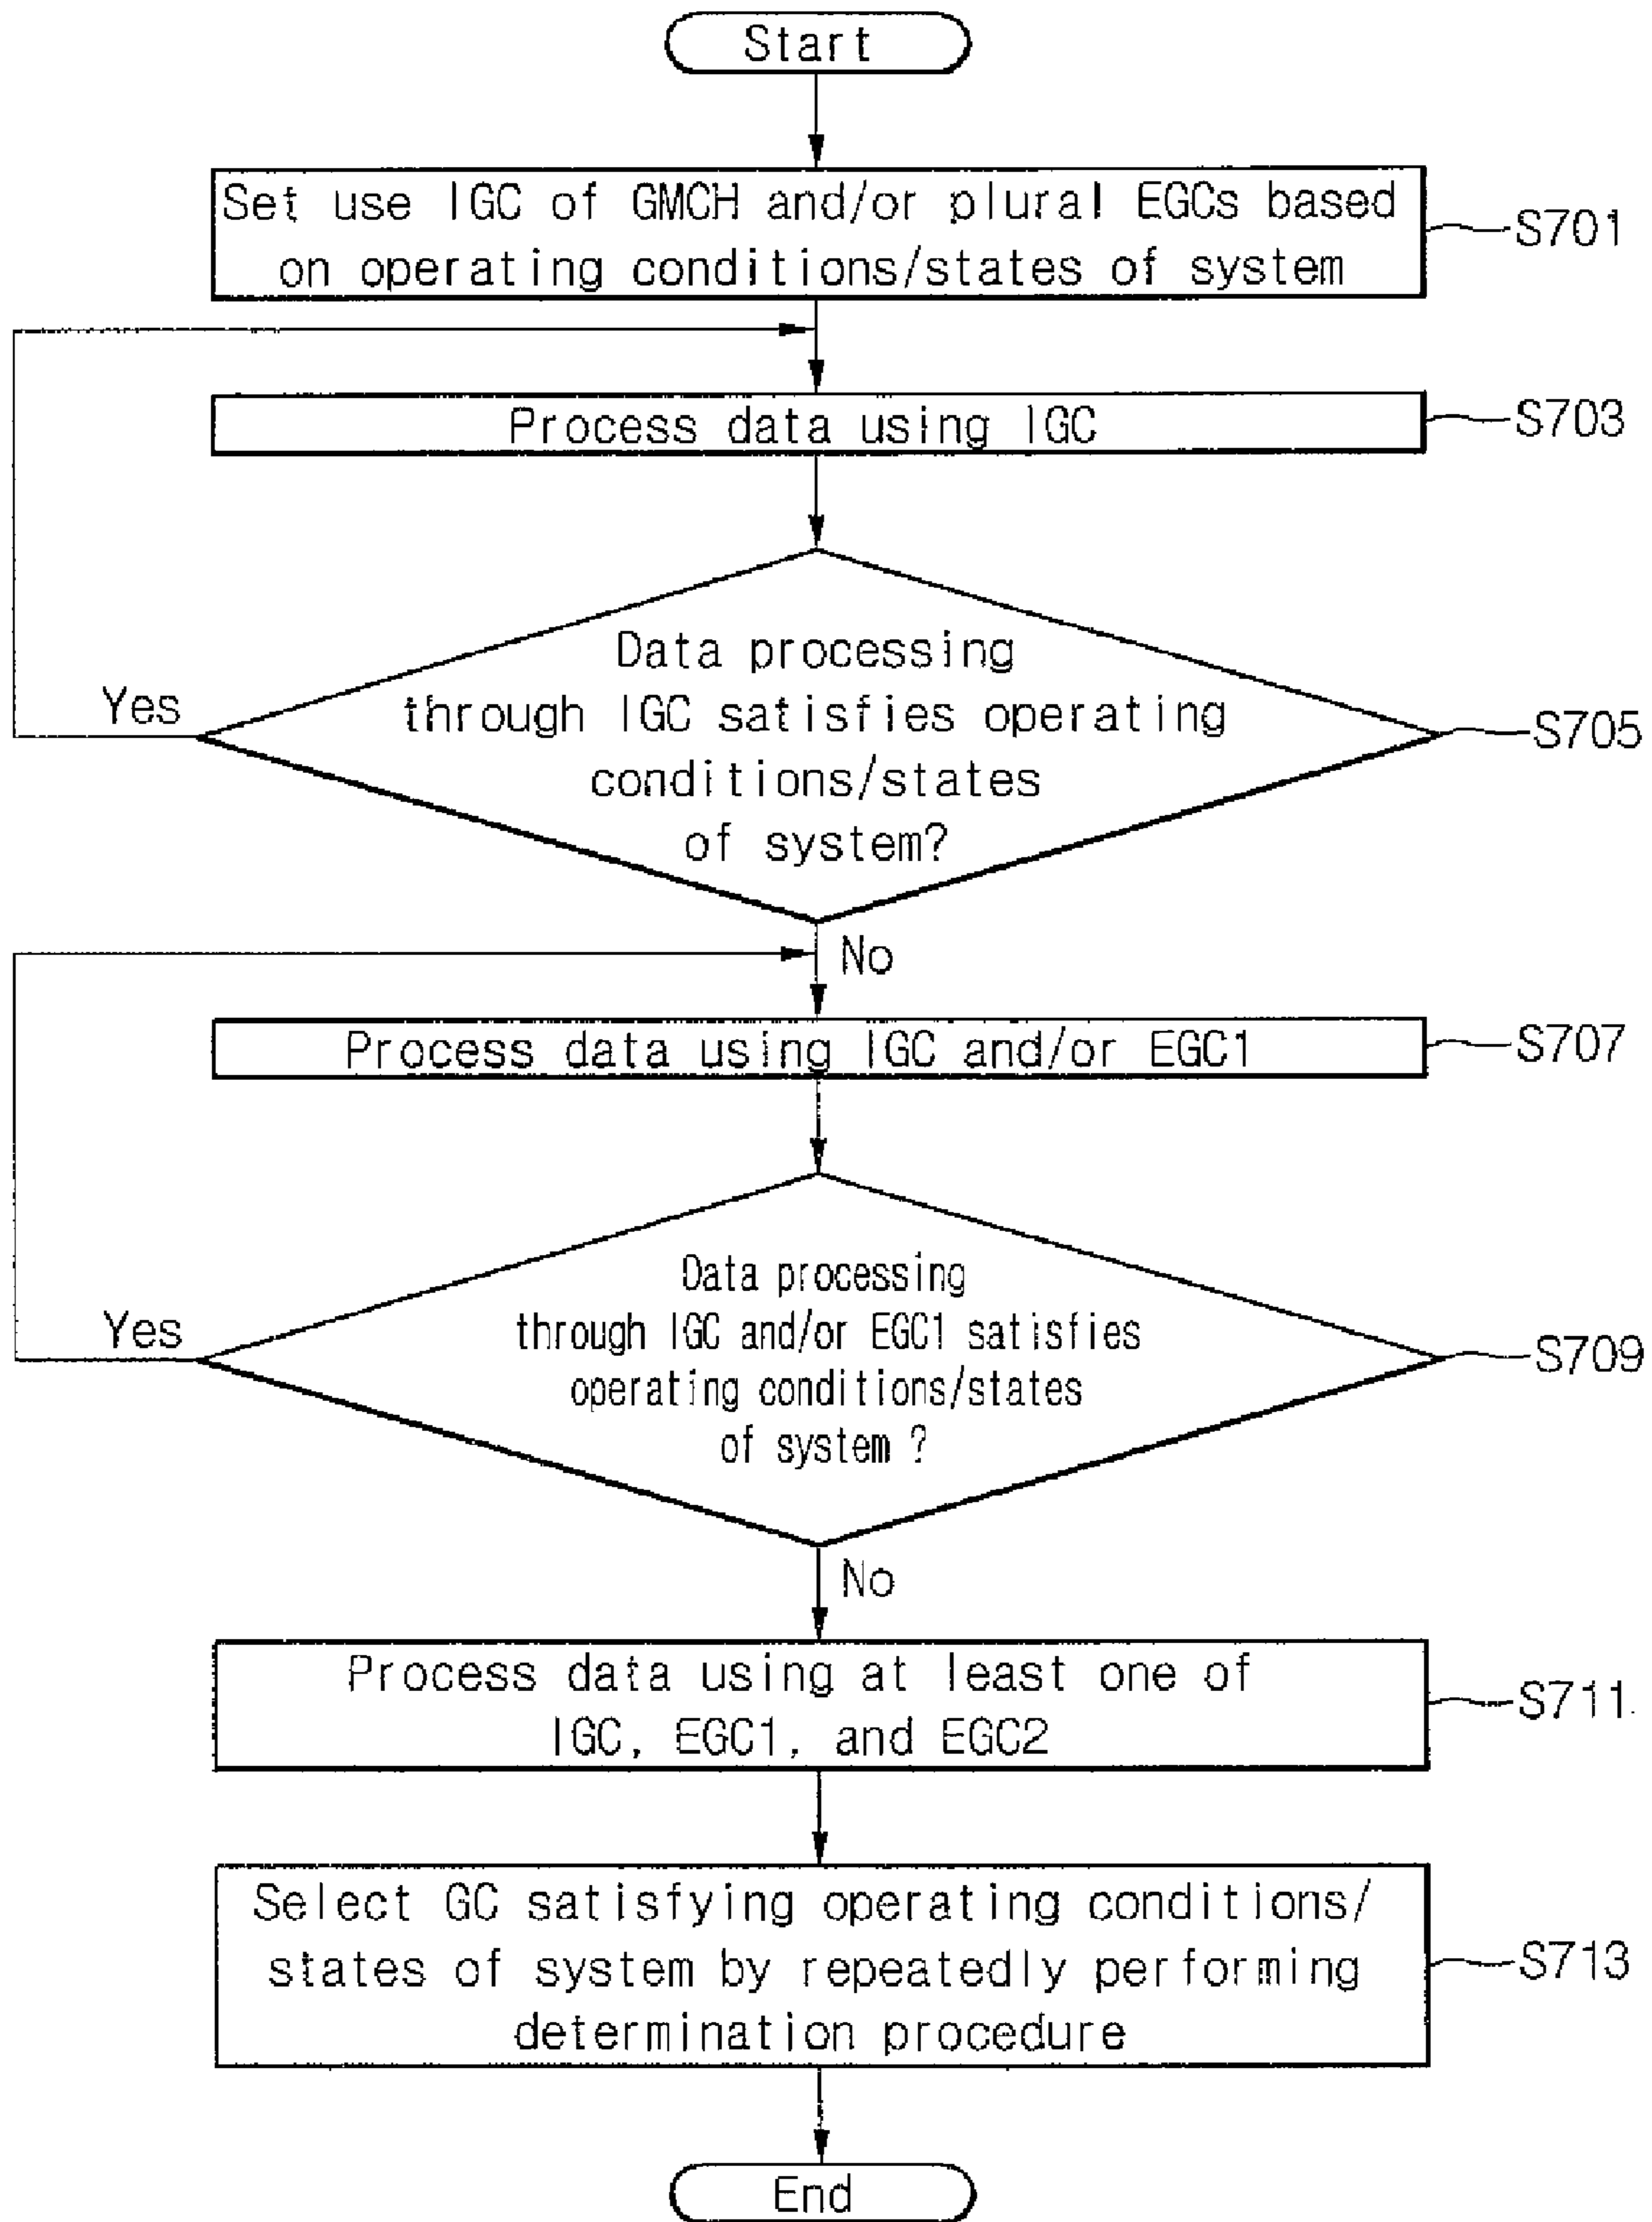 Start
Set use IGC of GMCH and/or plural EGCs based
on operating conditions/states of system
S701
Process data using IGC
S703
Data processing
through IGC satisfies operating
conditions/states
of system?
Yes
S705
No
Process data using IGC and/or EGC1
S707
Data processing
through IGC and/or EGC1 satisfies
operating conditions/states
of system ?
Yes
S709
No
Process data using at least one of
IGC, EGC1, and EGC2
S711
Select GC satisfying operating conditions/
states of system by repeatedly performing
determination procedure
S713
End